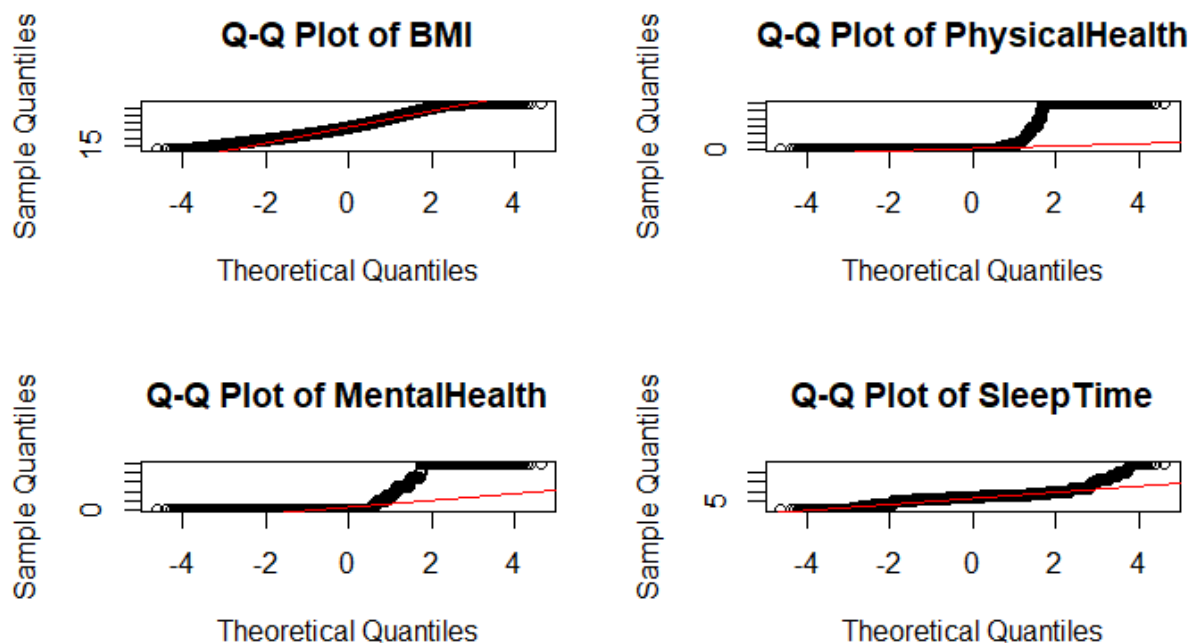 Q-Q Plot of BMI
Sample Quantiles
15
-4 -2 0 2 4
Theoretical Quantiles
Q-Q Plot of PhysicalHealth
Sample Quantiles
0
-4 -2 0 2 4
Theoretical Quantiles
Q-Q Plot of MentalHealth
Sample Quantiles
0
-4 -2 0 2 4
Theoretical Quantiles
Q-Q Plot of SleepTime
Sample Quantiles
5
-4 -2 0 2 4
Theoretical Quantiles